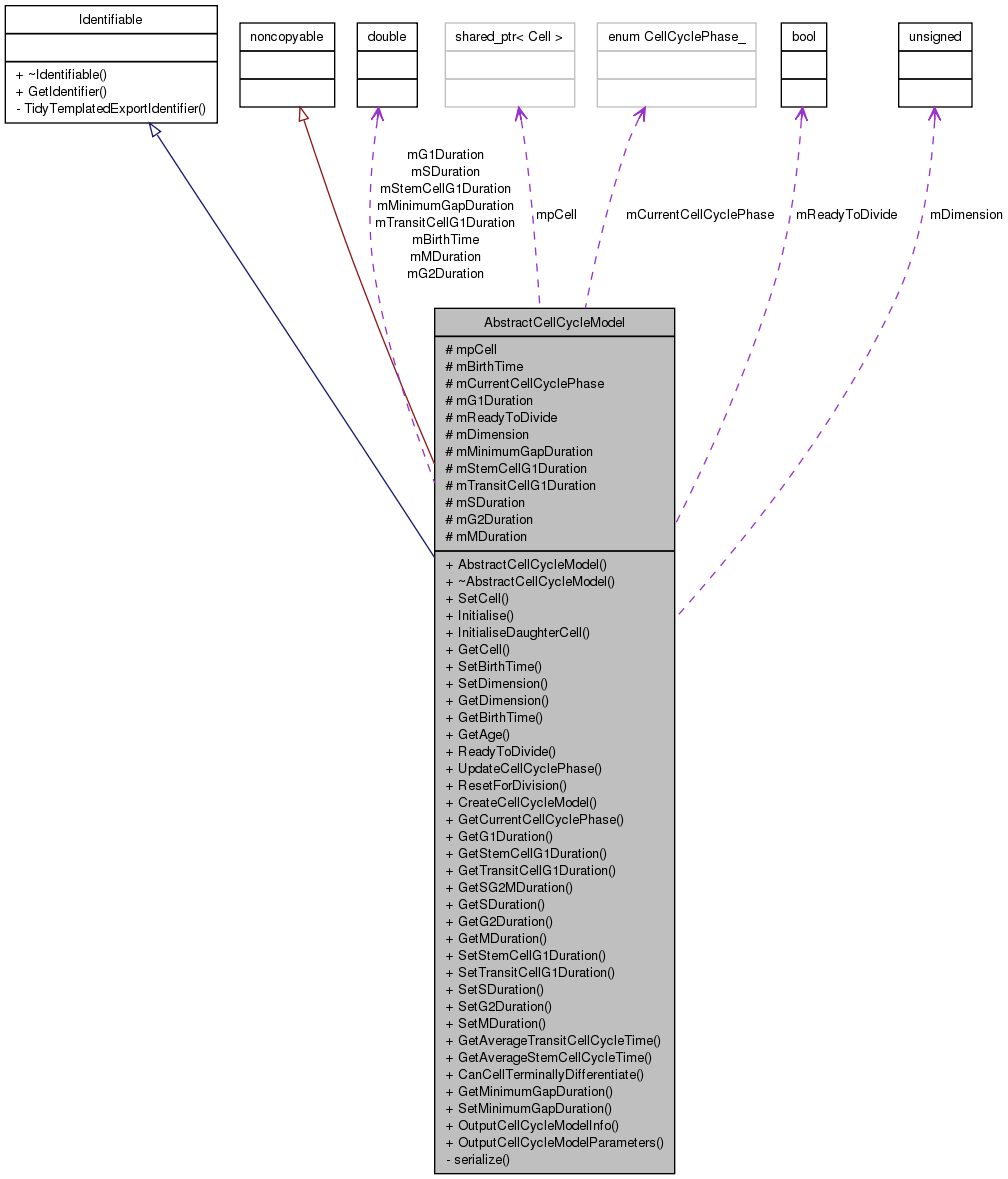 Identifiable
+ ~Identifiable()
+ GetIdentifier()
- TidyTemplatedExportIdentifier()
noncopyable
double
shared_ptr< Cell >
enum CellCyclePhase_
bool
unsigned
mG1Duration
mSDuration
mStemCellG1Duration
mMinimumGapDuration
mTransitCellG1Duration
mBirthTime
mMDuration
mG2Duration
mpCell
mCurrentCellCyclePhase
mReadyToDivide
mDimension
AbstractCellCycleModel
# mpCell
# mBirthTime
# mCurrentCellCyclePhase
# mG1Duration
# mReadyToDivide
# mDimension
# mMinimumGapDuration
# mStemCellG1Duration
# mTransitCellG1Duration
# mSDuration
# mG2Duration
# mMDuration
+ AbstractCellCycleModel()
+ ~AbstractCellCycleModel()
+ SetCell()
+ Initialise()
+ InitialiseDaughterCell()
+ GetCell()
+ SetBirthTime()
+ SetDimension()
+ GetDimension()
+ GetBirthTime()
+ GetAge()
+ ReadyToDivide()
+ UpdateCellCyclePhase()
+ ResetForDivision()
+ CreateCellCycleModel()
+ GetCurrentCellCyclePhase()
+ GetG1Duration()
+ GetStemCellG1Duration()
+ GetTransitCellG1Duration()
+ GetSG2MDuration()
+ GetSDuration()
+ GetG2Duration()
+ GetMDuration()
+ SetStemCellG1Duration()
+ SetTransitCellG1Duration()
+ SetSDuration()
+ SetG2Duration()
+ SetMDuration()
+ GetAverageTransitCellCycleTime()
+ GetAverageStemCellCycleTime()
+ CanCellTerminallyDifferentiate()
+ GetMinimumGapDuration()
+ SetMinimumGapDuration()
+ OutputCellCycleModelInfo()
+ OutputCellCycleModelParameters()
- serialize()